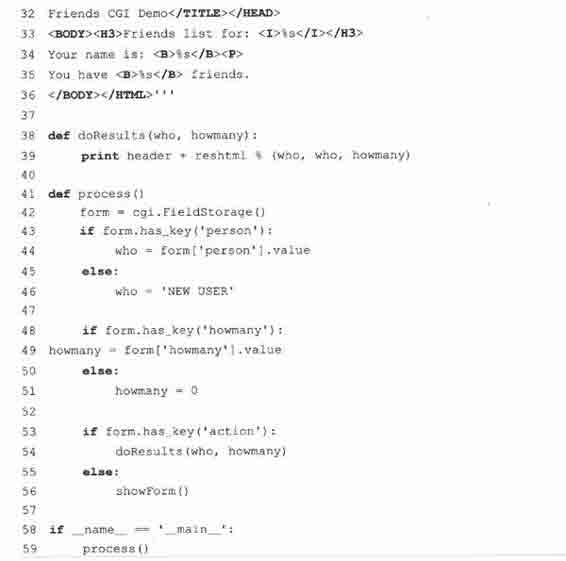 32 Friends CGI Demo</TITLE></HEAD>
33 <BODY><H3>Friends list for: <I>%s</I></H3>
34 Your name is: <B>%s</B><P>
35 You have <B>%s</B> friends.
36 </BODY></HTML>'''
37
38 def doResults(who, howmany):
39     print header + reshtml % (who, who, howmany)
40
41 def process()
42     form = cgi.FieldStorage()
43     if form.has_key('person'):
44         who = form['person'].value
45     else:
46         who = 'NEW USER'
47
48     if form.has_key('howmany'):
49 howmany = form['howmany'].value
50     else:
51         howmany = 0
52
53     if form.has_key('action'):
54         doResults(who, howmany)
55     else:
56         showForm()
57
58 if __name__ == '__main__':
59     process()